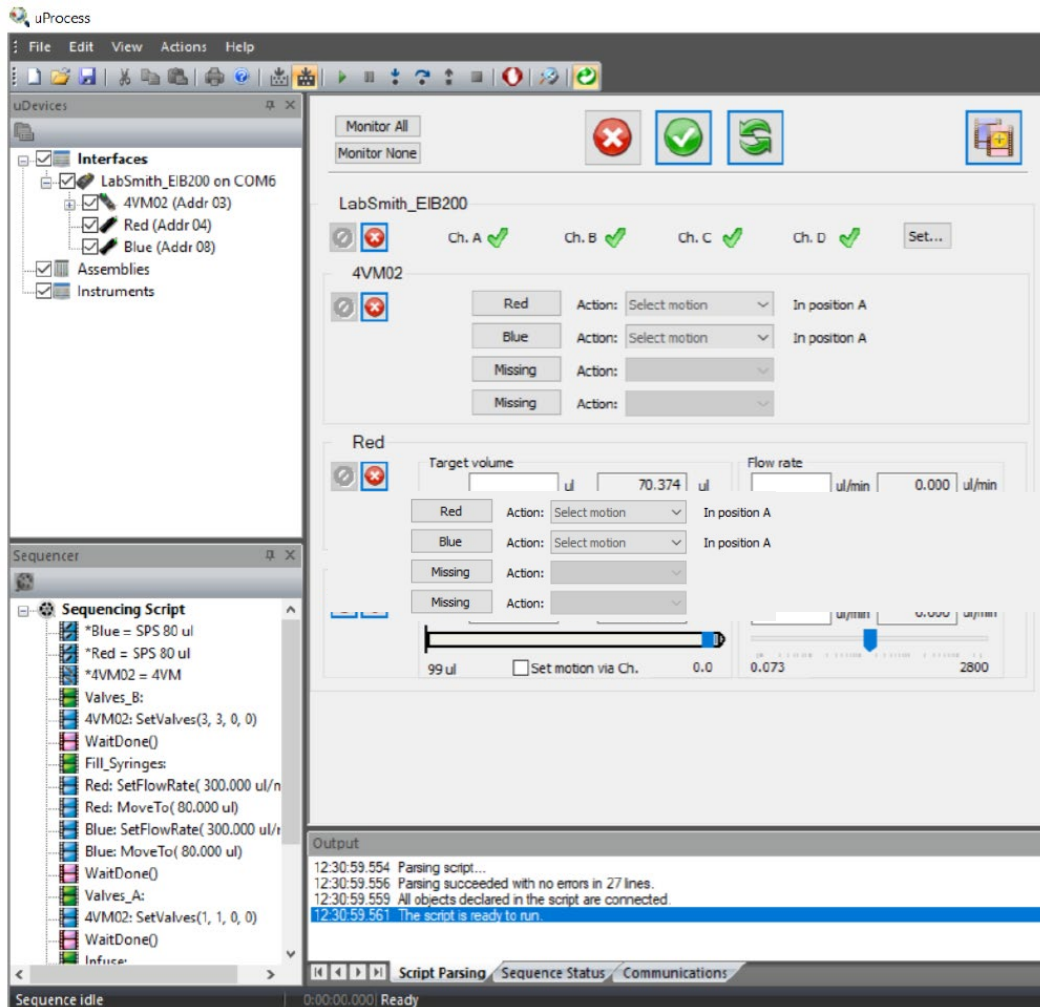 uProcess
File Edit View Actions Help
uDevices
Interfaces
LabSmith_EIB200 on COM6
4VM02 (Addr 03)
Red (Addr 04)
Blue (Addr 08)
Assemblies
Instruments
Monitor All
Monitor None
LabSmith_EIB200
Ch. A Ch. B Ch. C Ch. D Set...
4VM02
Red Action: Select motion In position A
Blue Action: Select motion In position A
Missing Action:
Missing Action:
Red
Target volume Flow rate
ul 70.374 ul ul/min 0.000 ul/min
Red Action: Select motion In position A
Blue Action: Select motion In position A
Missing Action:
Missing Action:
ul/min 0.000 ul/min
99 ul Set motion via Ch. 0.0 0.073 2800
Sequencer
Sequencing Script
*Blue = SPS 80 ul
*Red = SPS 80 ul
*4VM02 = 4VM
Valves_B:
4VM02: SetValves(3, 3, 0, 0)
WaitDone()
Fill_Syringes:
Red: SetFlowRate( 300.000 ul/n
Red: MoveTo( 80.000 ul)
Blue: SetFlowRate( 300.000 ul/r
Blue: MoveTo( 80.000 ul)
WaitDone()
Valves_A:
4VM02: SetValves(1, 1, 0, 0)
WaitDone()
Infuse:
Output
12:30:59.554 Parsing script...
12:30:59.556 Parsing succeeded with no errors in 27 lines.
12:30:59.559 All objects declared in the script are connected.
12:30:59.561 The script is ready to run.
Script Parsing Sequence Status Communications
Sequence idle 0:00:00.000 Ready